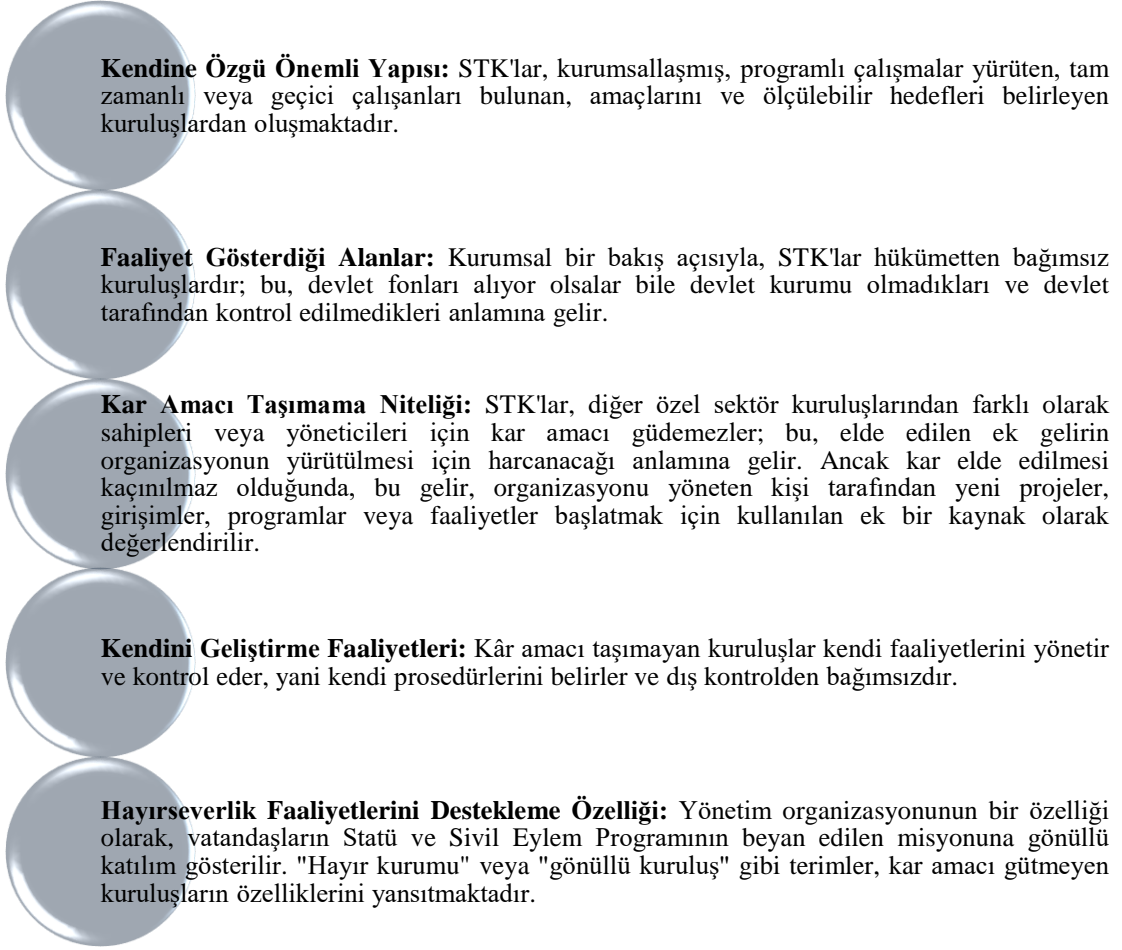 Kendine Özgü Önemli Yapısı: STK'lar, kurumsallaşmış, programlı çalışmalar yürüten, tam
zamanlı veya geçici çalışanları bulunan, amaçlarını ve ölçülebilir hedefleri belirleyen
kuruluşlardan oluşmaktadır.
Faaliyet Gösterdiği Alanlar: Kurumsal bir bakış açısıyla, STK'lar hükümetten bağımsız
kuruluşlardır; bu, devlet fonları alıyor olsalar bile devlet kurumu olmadıkları ve devlet
tarafından kontrol edilmedikleri anlamına gelir.
Kar Amacı Taşımama Niteliği: STK'lar, diğer özel sektör kuruluşlarından farklı olarak
sahipleri veya yöneticileri için kar amacı güdemezler; bu, elde edilen ek gelirin
organizasyonun yürütülmesi için harcanacağı anlamına gelir. Ancak kar elde edilmesi
kaçınılmaz olduğunda, bu gelir, organizasyonu yöneten kişi tarafından yeni projeler,
girişimler, programlar veya faaliyetler başlatmak için kullanılan ek bir kaynak olarak
değerlendirilir.
Kendini Geliştirme Faaliyetleri: Kâr amacı taşımayan kuruluşlar kendi faaliyetlerini yönetir
ve kontrol eder, yani kendi prosedürlerini belirler ve dış kontrolden bağımsızdır.
Hayırseverlik Faaliyetlerini Destekleme Özelliği: Yönetim organizasyonunun bir özelliği
olarak, vatandaşların Statü ve Sivil Eylem Programının beyan edilen misyonuna gönüllü
katılım gösterilir. "Hayır kurumu" veya "gönüllü kuruluş" gibi terimler, kar amacı gütmeyen
kuruluşların özelliklerini yansıtmaktadır.